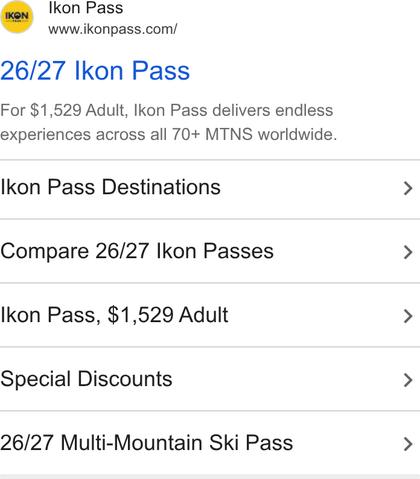 IKON
PASS
Ikon Pass
www.ikonpass.com/
26/27 Ikon Pass
For $1,529 Adult, Ikon Pass delivers endless
experiences across all 70+ MTNS worldwide.
Ikon Pass Destinations
Compare 26/27 Ikon Passes
Ikon Pass, $1,529 Adult
Special Discounts
26/27 Multi-Mountain Ski Pass